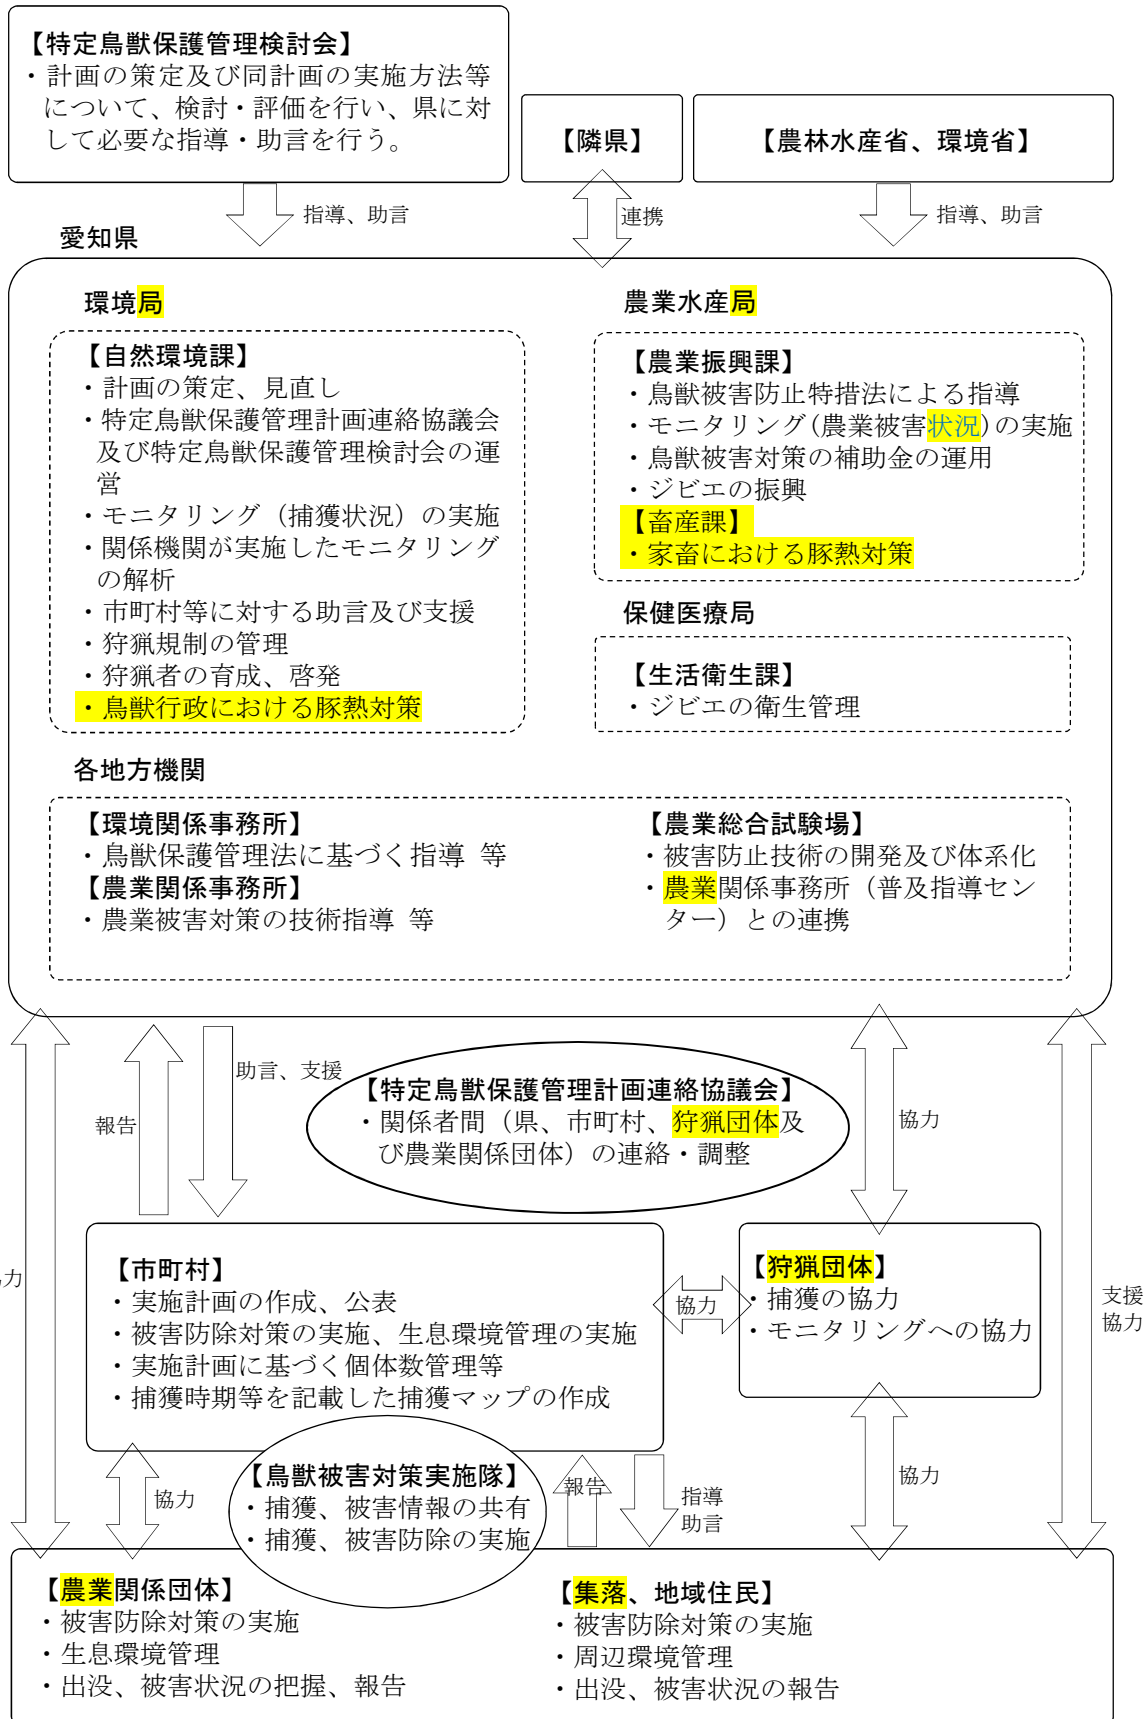 【特定鳥獣保護管理検討会】
・計画の策定及び同計画の実施方法等
について、検討・評価を行い、県に対
して必要な指導・助言を行う。
【隣県】
【農林水産省、環境省】
指導、助言
連携
指導、助言
愛知県
環境局
【自然環境課】
・計画の策定、見直し
・特定鳥獣保護管理計画連絡協議会
及び特定鳥獣保護管理検討会の運
営
・モニタリング（捕獲状況）の実施
・関係機関が実施したモニタリング
の解析
・市町村等に対する助言及び支援
・狩猟規制の管理
・狩猟者の育成、啓発
・鳥獣行政における豚熱対策
農業水産局
【農業振興課】
・鳥獣被害防止特措法による指導
・モニタリング(農業被害状況)の実施
・鳥獣被害対策の補助金の運用
・ジビエの振興
【畜産課】
・家畜における豚熱対策
保健医療局
【生活衛生課】
・ジビエの衛生管理
各地方機関
【環境関係事務所】
・鳥獣保護管理法に基づく指導 等
【農業関係事務所】
・農業被害対策の技術指導 等
【農業総合試験場】
・被害防止技術の開発及び体系化
・農業関係事務所（普及指導セン
ター）との連携
報告
助言、支援
【特定鳥獣保護管理計画連絡協議会】
・関係者間（県、市町村、狩猟団体及
び農業関係団体）の連絡・調整
協力
力
【市町村】
・実施計画の作成、公表
・被害防除対策の実施、生息環境管理の実施
・実施計画に基づく個体数管理等
・捕獲時期等を記載した捕獲マップの作成
協力
【狩猟団体】
・捕獲の協力
・モニタリングへの協力
支援
協力
協力
【鳥獣被害対策実施隊】
・捕獲、被害情報の共有
・捕獲、被害防除の実施
報告
指導
助言
協力
【農業関係団体】
・被害防除対策の実施
・生息環境管理
・出没、被害状況の把握、報告
【集落、地域住民】
・被害防除対策の実施
・周辺環境管理
・出没、被害状況の報告